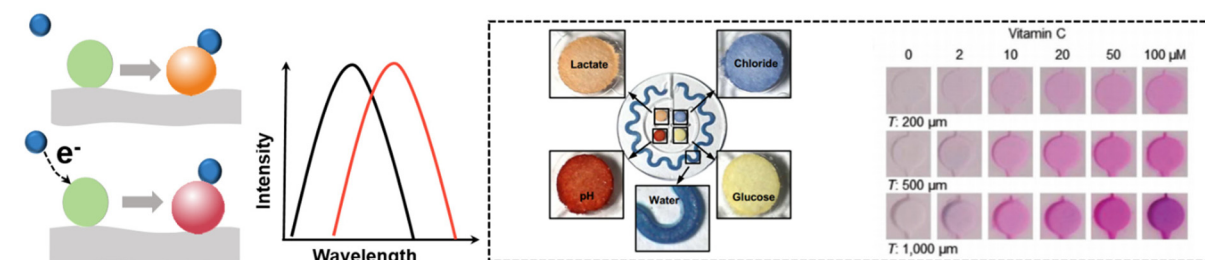 e-
Intensity
Wavelength
Lactate
Chloride
pH
Water
Glucose
Vitamin C
0 2 10 20 50 100 µM
T: 200 µm
T: 500 µm
T: 1,000 µm